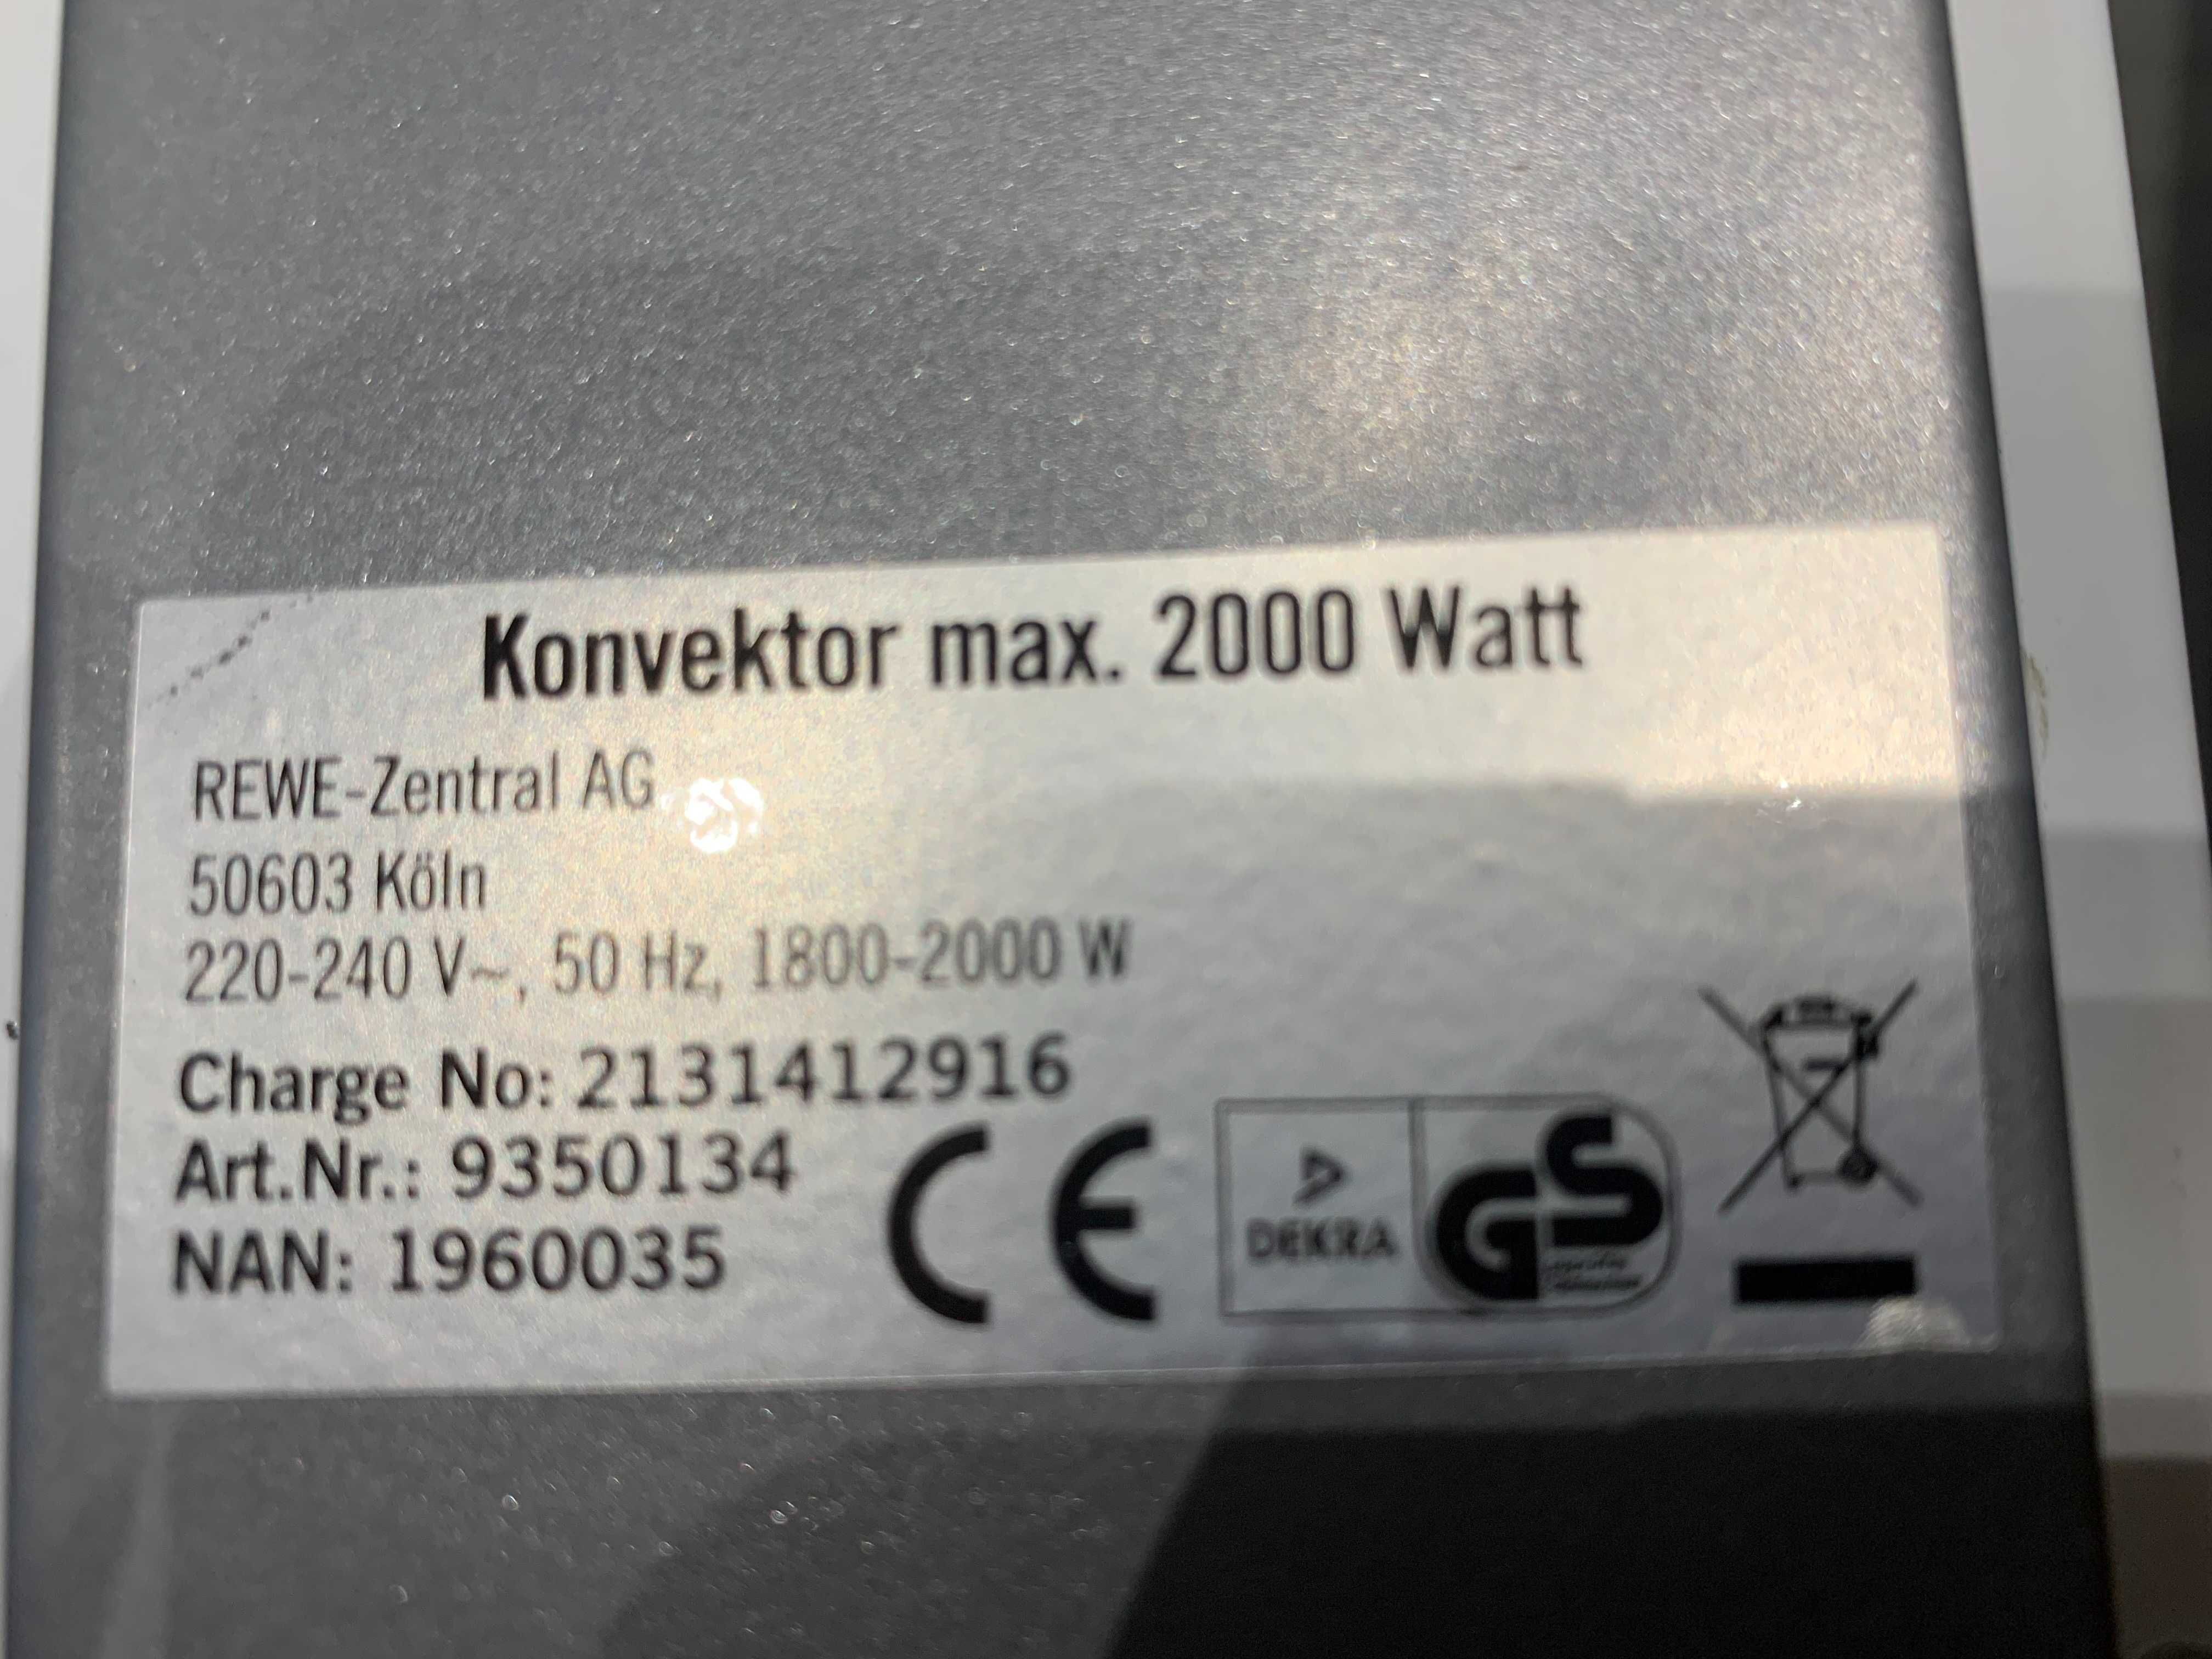 Konvektor max. 2000 Watt
REWE-Zentral AG
50603 Köln
220-240 V~, 50 Hz, 1800-2000 W
Charge No: 2131412916
Art.Nr.: 9350134
NAN: 1960035
CE
DEKRA
GS